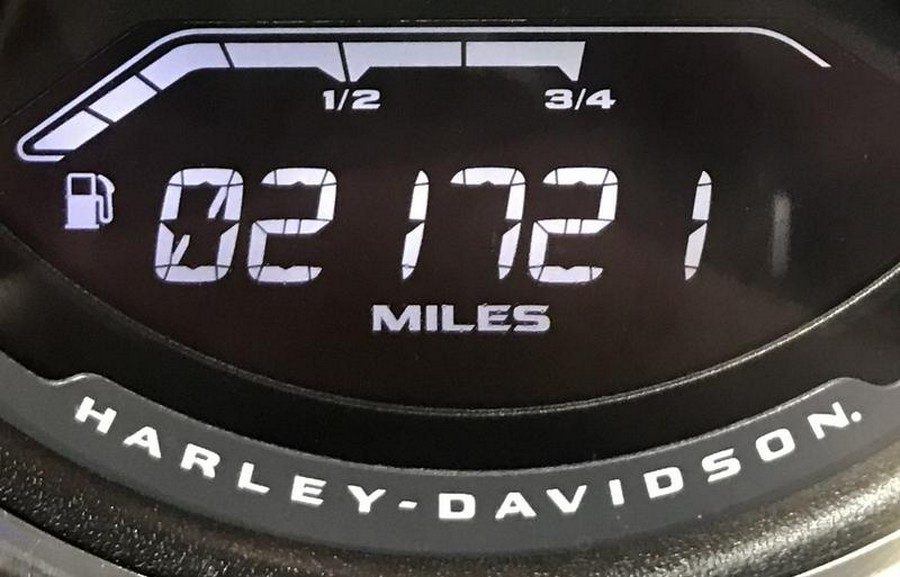 1/2 3/4
021721
MILES
HARLEY-DAVIDSON.